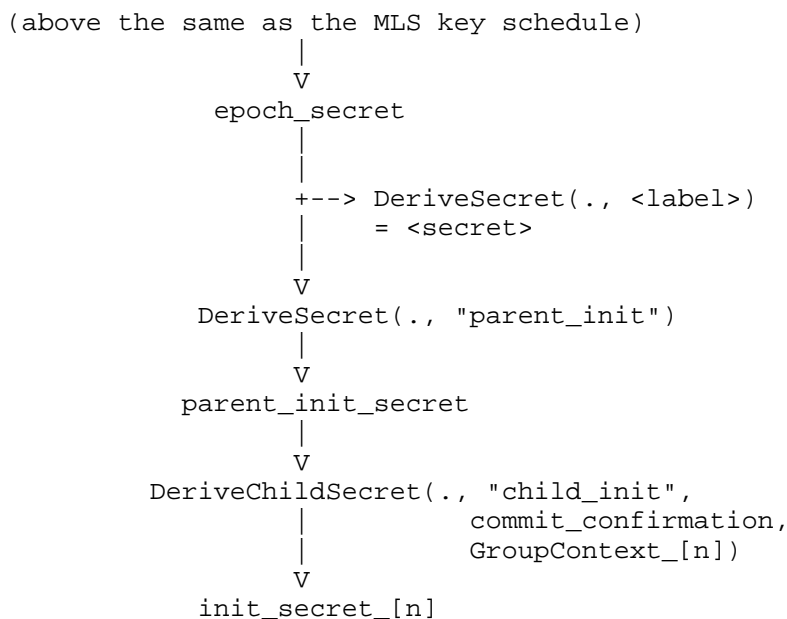 (above the same as the MLS key schedule)
|
V
epoch_secret
|
|
+--> DeriveSecret(., <label>)
|    = <secret>
|
V
DeriveSecret(., "parent_init")
|
V
parent_init_secret
|
V
DeriveChildSecret(., "child_init",
|          commit_confirmation,
|          GroupContext_[n])
V
init_secret_[n]